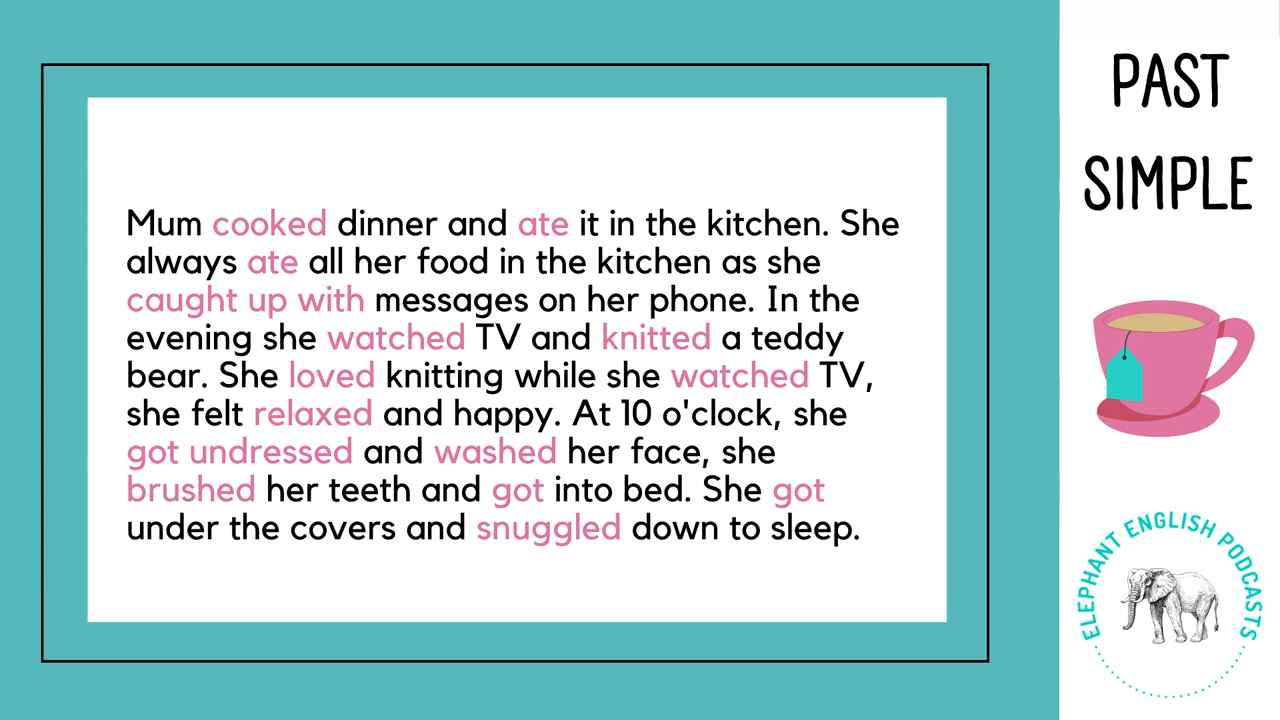 Mum cooked dinner and ate it in the kitchen. She
always ate all her food in the kitchen as she
caught up with messages on her phone. In the
evening she watched TV and knitted a teddy
bear. She loved knitting while she watched TV,
she felt relaxed and happy. At 10 o'clock, she
got undressed and washed her face, she
brushed her teeth and got into bed. She got
under the covers and snuggled down to sleep.
PAST
SIMPLE
ELEPHANT ENGLISH PODCASTS